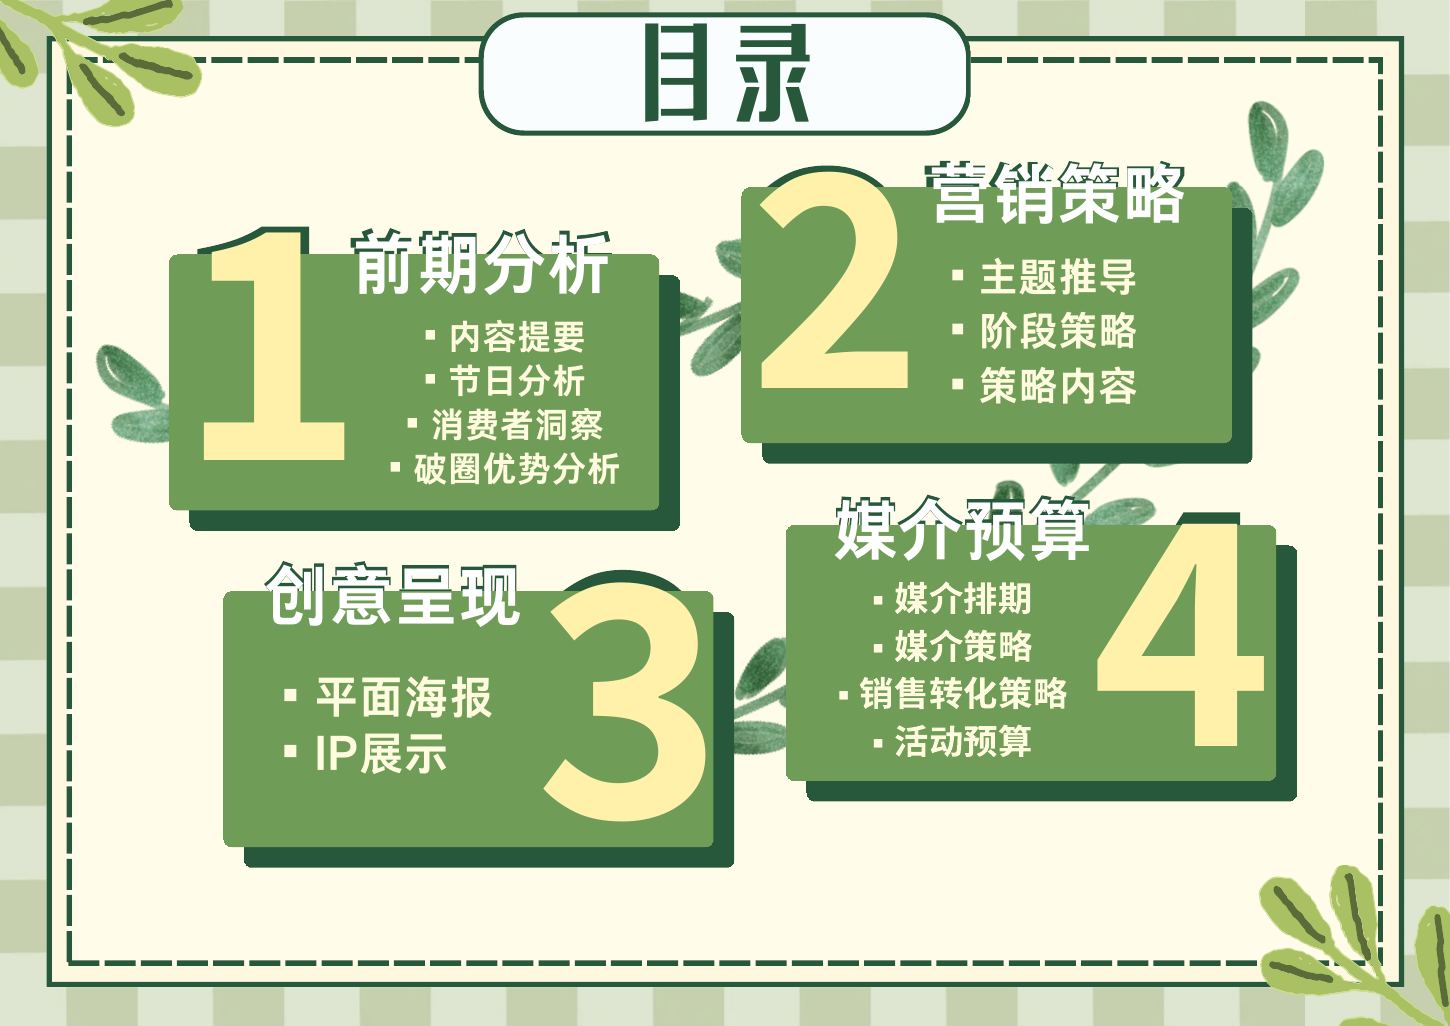 目录
1
前期分析
▪ 内容提要
▪ 节日分析
▪ 消费者洞察
▪ 破圈优势分析
2
营销策略
▪ 主题推导
▪ 阶段策略
▪ 策略内容
3
创意呈现
▪ 平面海报
▪ IP展示
4
媒介预算
▪ 媒介排期
▪ 媒介策略
▪ 销售转化策略
▪ 活动预算